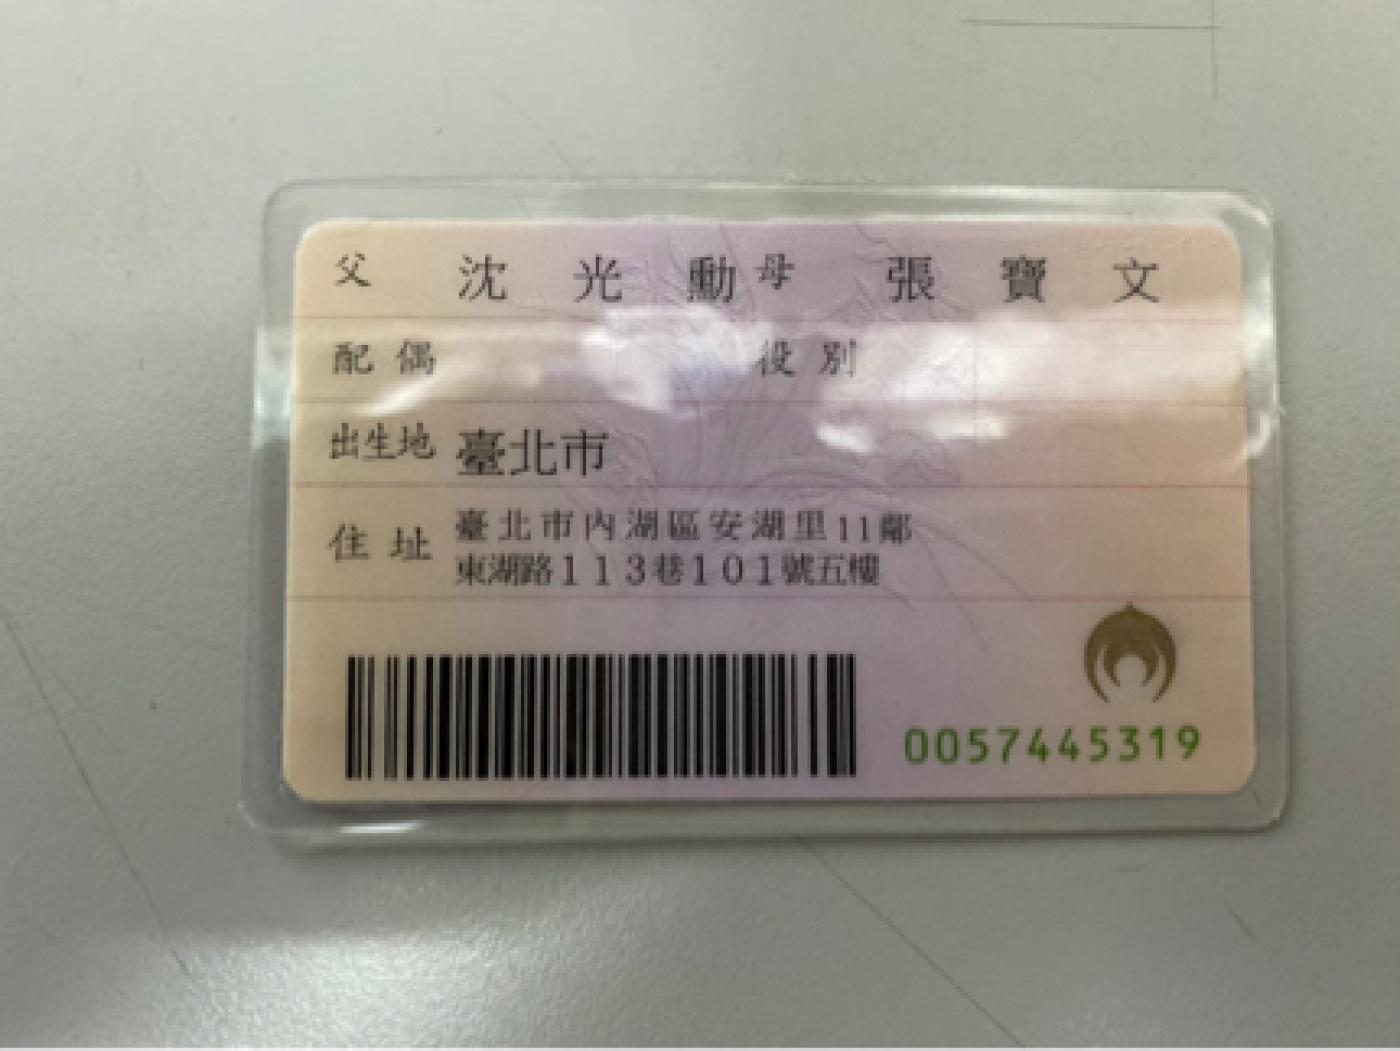 父 沈光勳 母 張寶文
配偶 役別
出生地 臺北市
住址 臺北市內湖區安湖里11鄰
東湖路113巷101號五樓
0057445319